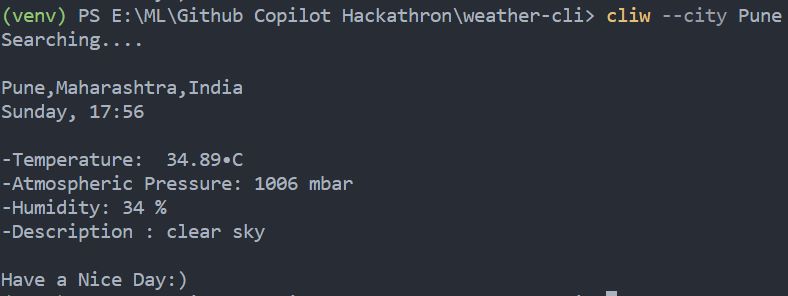 (venv) PS E:\ML\Github Copilot Hackathron\weather-cli> cliw --city Pune
Searching....
Pune,Maharashtra,India
Sunday, 17:56
-Temperature:  34.89•C
-Atmospheric Pressure: 1006 mbar
-Humidity: 34 %
-Description : clear sky
Have a Nice Day:)